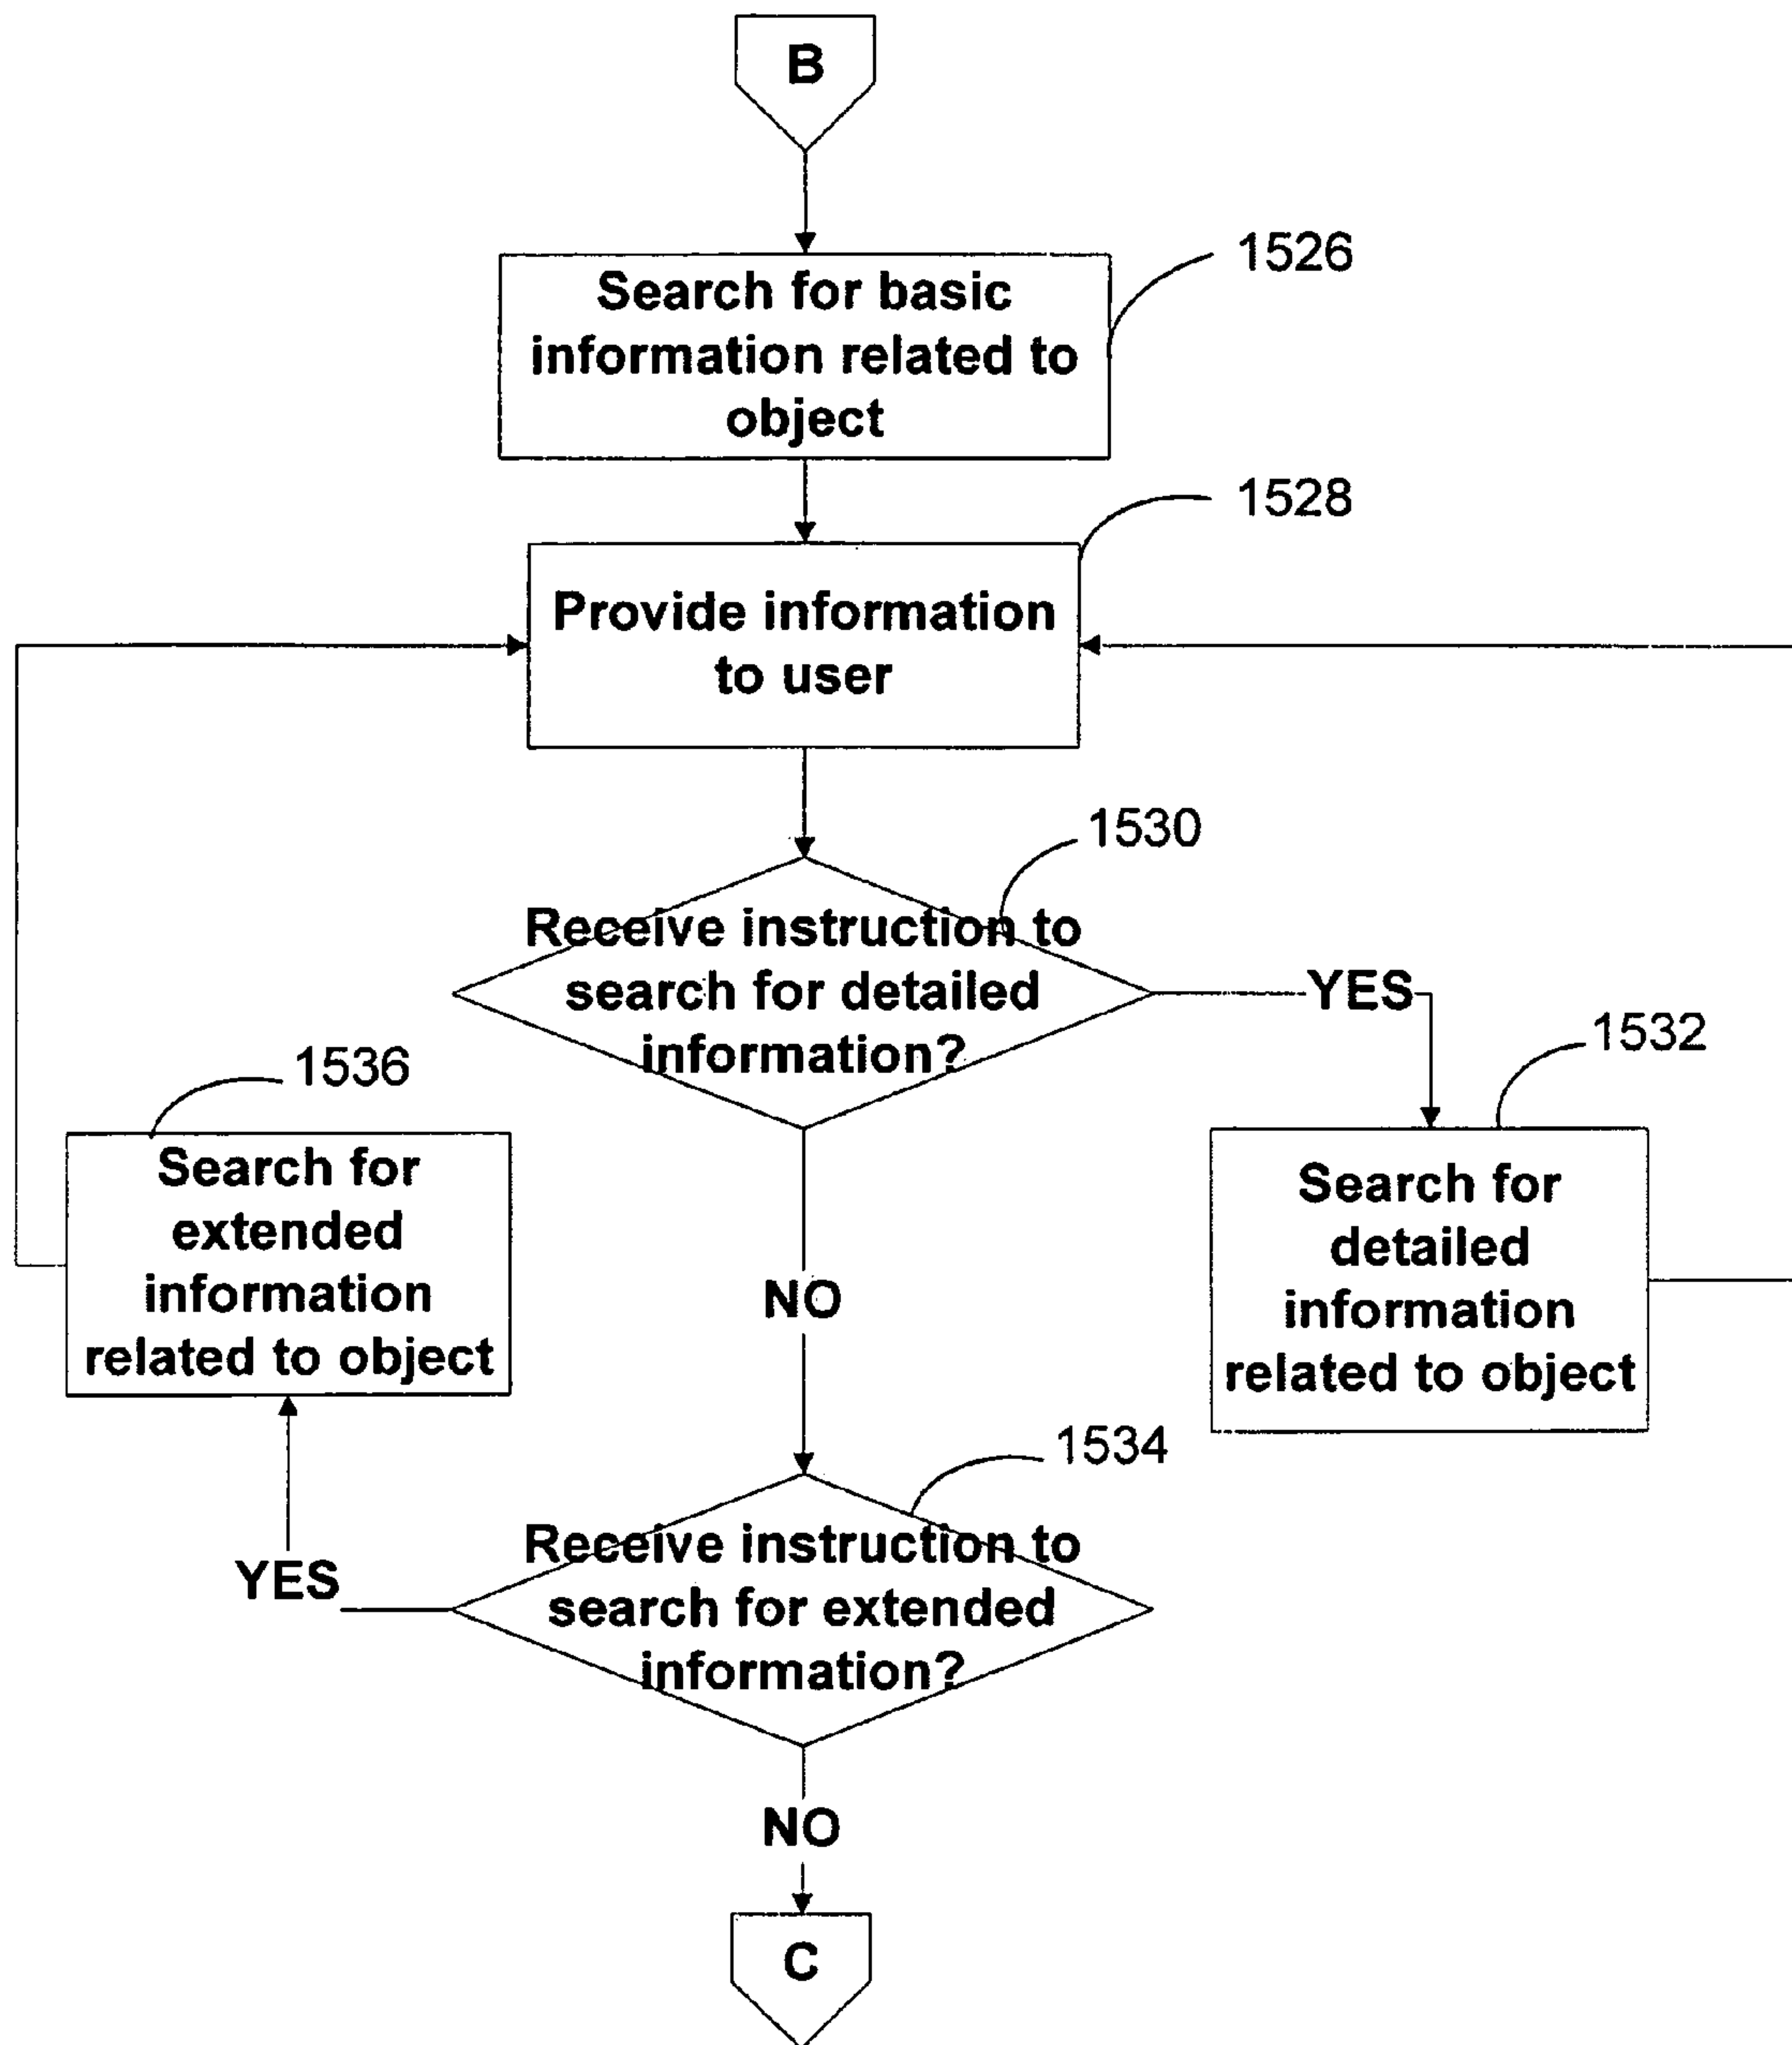 B
1526
Search for basic
information related to
object
1528
Provide information
to user
1530
Receive instruction to
search for detailed
information?
YES
1532
Search for
detailed
information
related to object
1536
Search for
extended
information
related to object
NO
1534
Receive instruction to
search for extended
information?
YES
NO
C